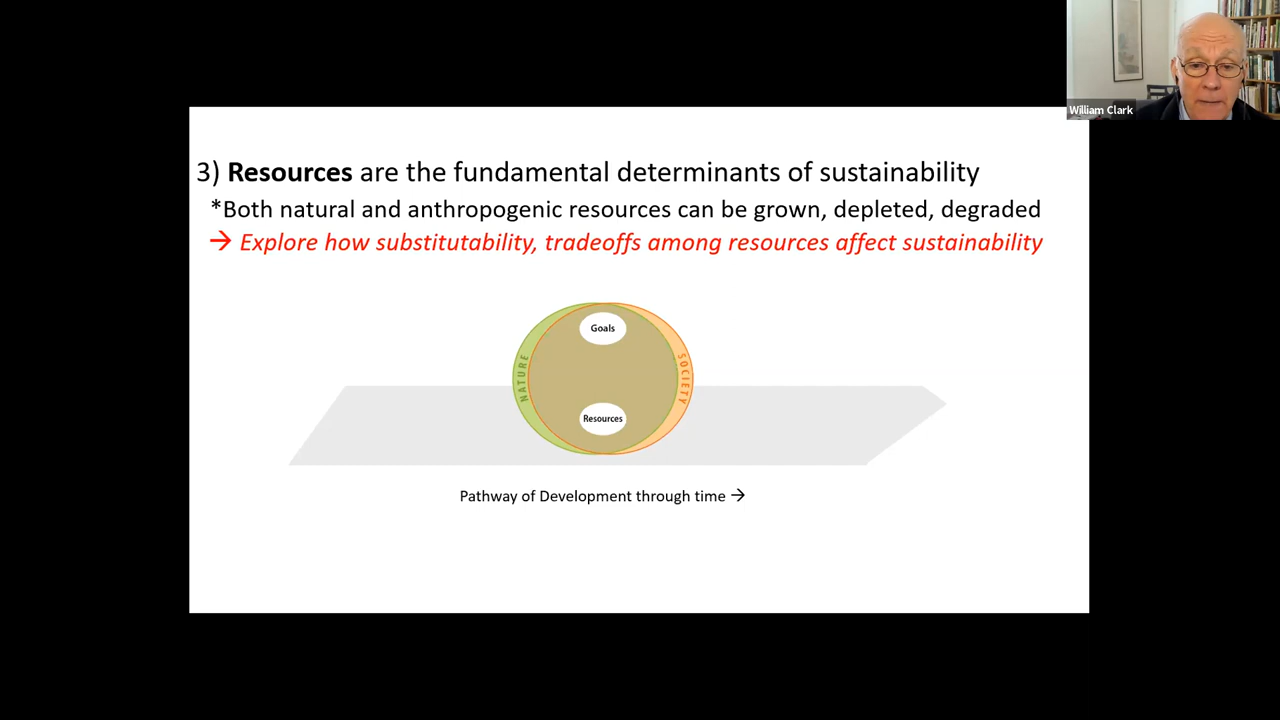 William Clark
3) Resources are the fundamental determinants of sustainability
*Both natural and anthropogenic resources can be grown, depleted, degraded
→ Explore how substitutability, tradeoffs among resources affect sustainability
Goals
NATURE
SOCIETY
Resources
Pathway of Development through time →